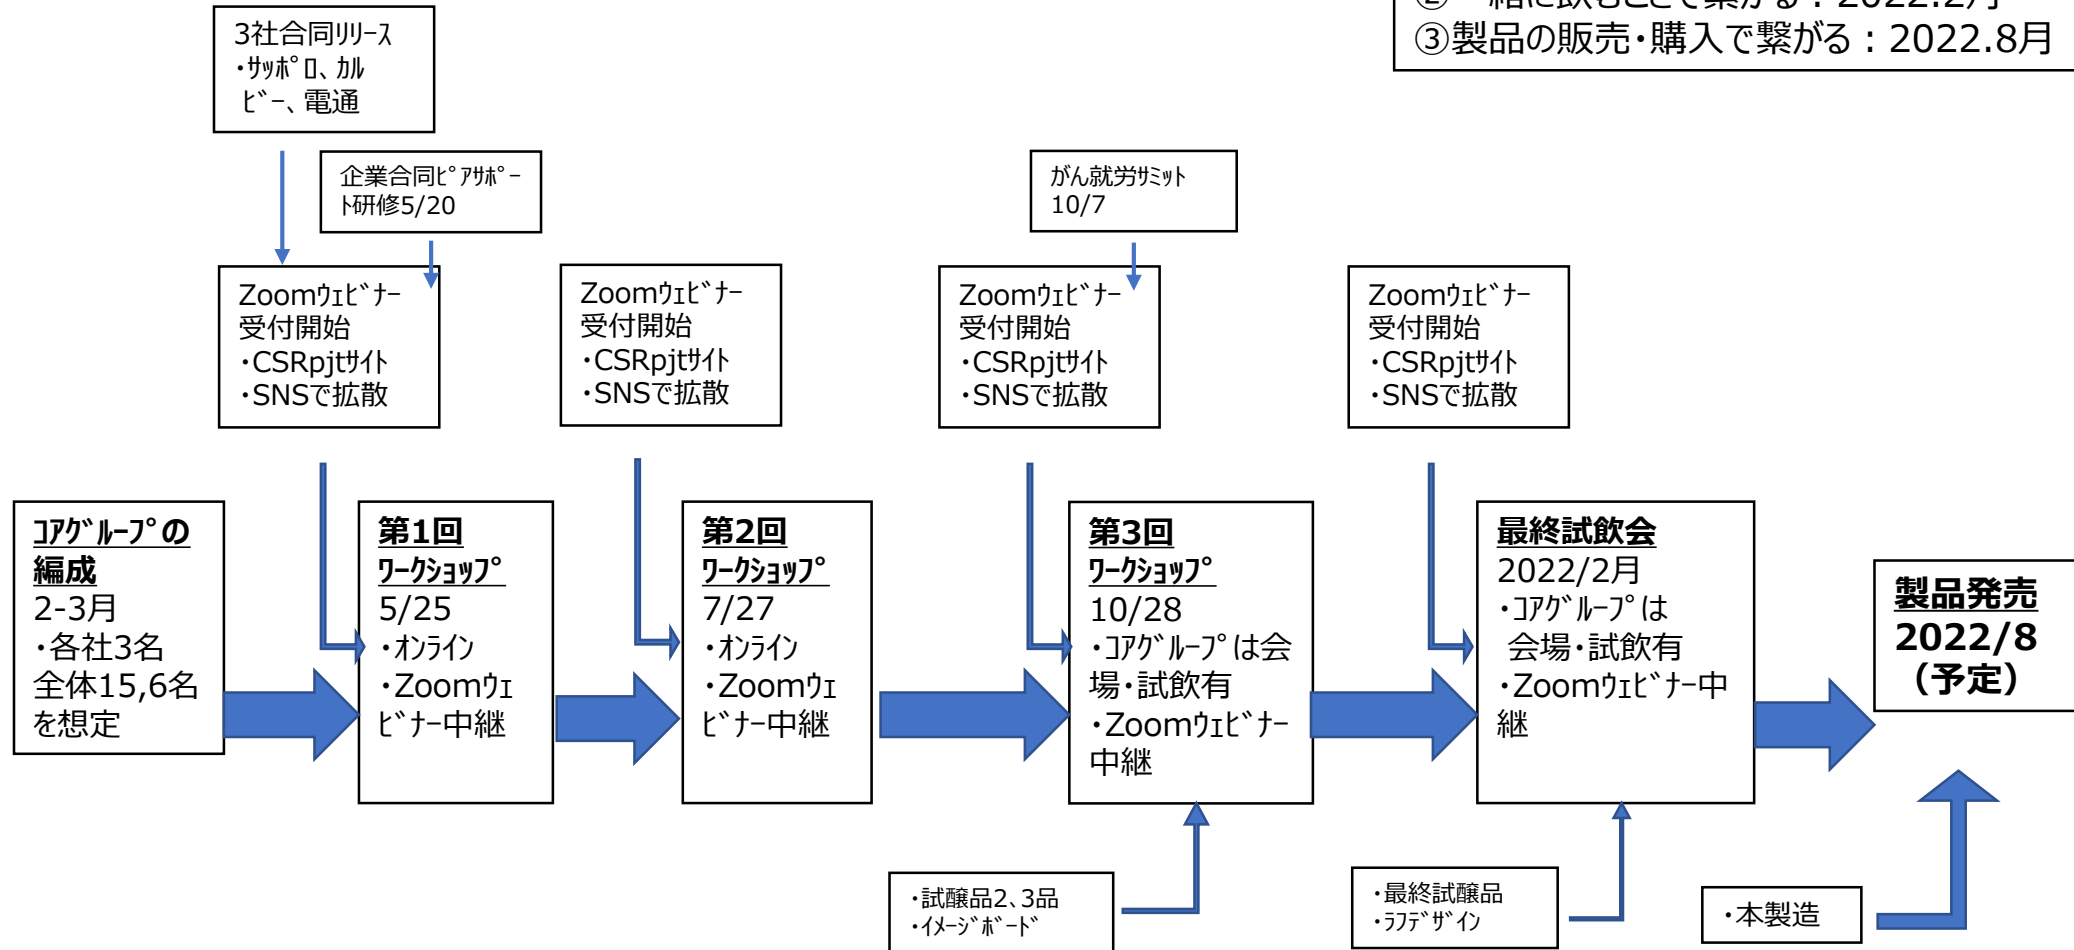 ②一緒に飲むことで繋がる：2022.2月
③製品の販売・購入で繋がる：2022.8月
3社合同ﾘﾘｰｽ
・ｻｯﾎﾟﾛ、ｶﾙ
ﾋﾞｰ、電通
企業合同ﾋﾟｱｻﾎﾟｰ
ﾄ研修5/20
がん就労ｻﾐｯﾄ
10/7
Zoomｳｪﾋﾞﾅｰ
受付開始
・CSRpjtｻｲﾄ
・SNSで拡散
Zoomｳｪﾋﾞﾅｰ
受付開始
・CSRpjtｻｲﾄ
・SNSで拡散
Zoomｳｪﾋﾞﾅｰ
受付開始
・CSRpjtｻｲﾄ
・SNSで拡散
Zoomｳｪﾋﾞﾅｰ
受付開始
・CSRpjtｻｲﾄ
・SNSで拡散
ｺｱｸﾞﾙｰﾌﾟの
編成
2-3月
・各社3名
全体15,6名
を想定
第1回
ﾜｰｸｼｮｯﾌﾟ
5/25
・ｵﾝﾗｲﾝ
・Zoomｳｪ
ﾋﾞﾅｰ中継
第2回
ﾜｰｸｼｮｯﾌﾟ
7/27
・ｵﾝﾗｲﾝ
・Zoomｳｪ
ﾋﾞﾅｰ中継
第3回
ﾜｰｸｼｮｯﾌﾟ
10/28
・ｺｱｸﾞﾙｰﾌﾟは会
場・試飲有
・Zoomｳｪﾋﾞﾅｰ
中継
最終試飲会
2022/2月
・ｺｱｸﾞﾙｰﾌﾟは
会場・試飲有
・Zoomｳｪﾋﾞﾅｰ中
継
製品発売
2022/8
（予定）
・試醸品2、3品
・ｲﾒｰｼﾞﾎﾞｰﾄﾞ
・最終試醸品
・ﾗﾌﾃﾞｻﾞｲﾝ
・本製造